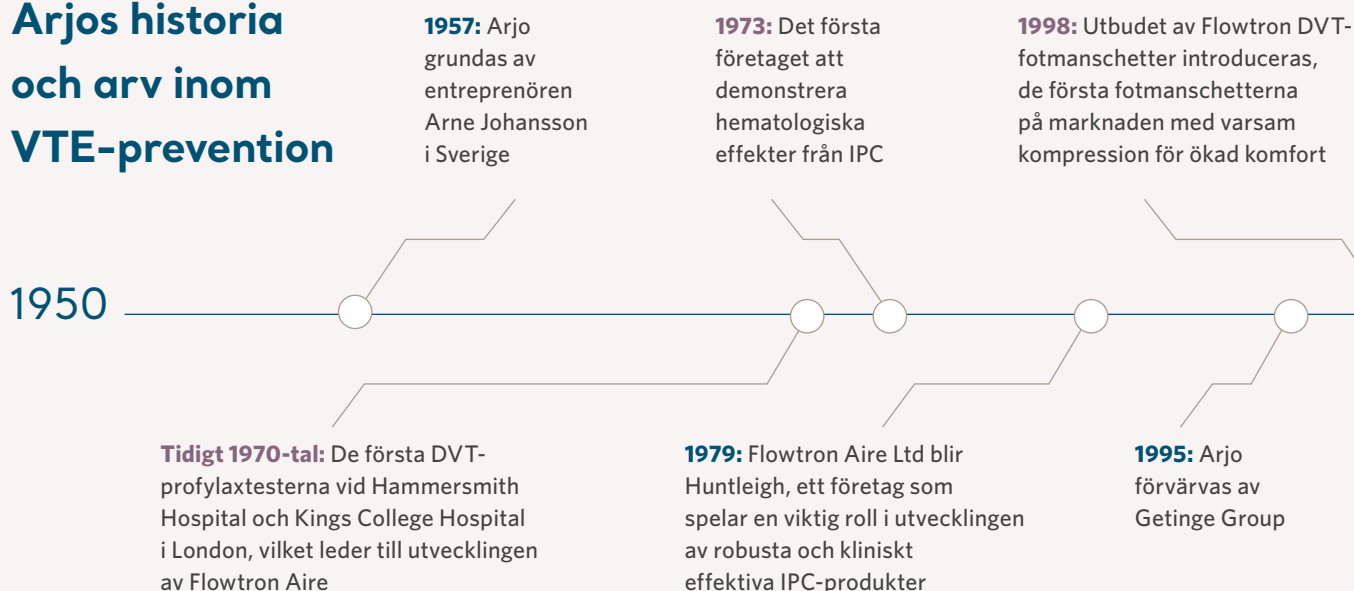 Arjos historia
och arv inom
VTE-prevention
1957: Arjo
grundas av
entreprenören
Arne Johansson
i Sverige
1973: Det första
företaget att
demonstrera
hematologiska
effekter från IPC
1998: Utbudet av Flowtron DVT-
fotmanschetter introduceras,
de första fotmanschetterna
på marknaden med varsam
kompression för ökad komfort
1950
Tidigt 1970-tal: De första DVT-
profylaxtesterna vid Hammersmith
Hospital och Kings College Hospital
i London, vilket leder till utvecklingen
av Flowtron Aire
1979: Flowtron Aire Ltd blir
Huntleigh, ett företag som
spelar en viktig roll i utvecklingen
av robusta och kliniskt
effektiva IPC-produkter
1995: Arjo
förvärvas av
Getinge Group